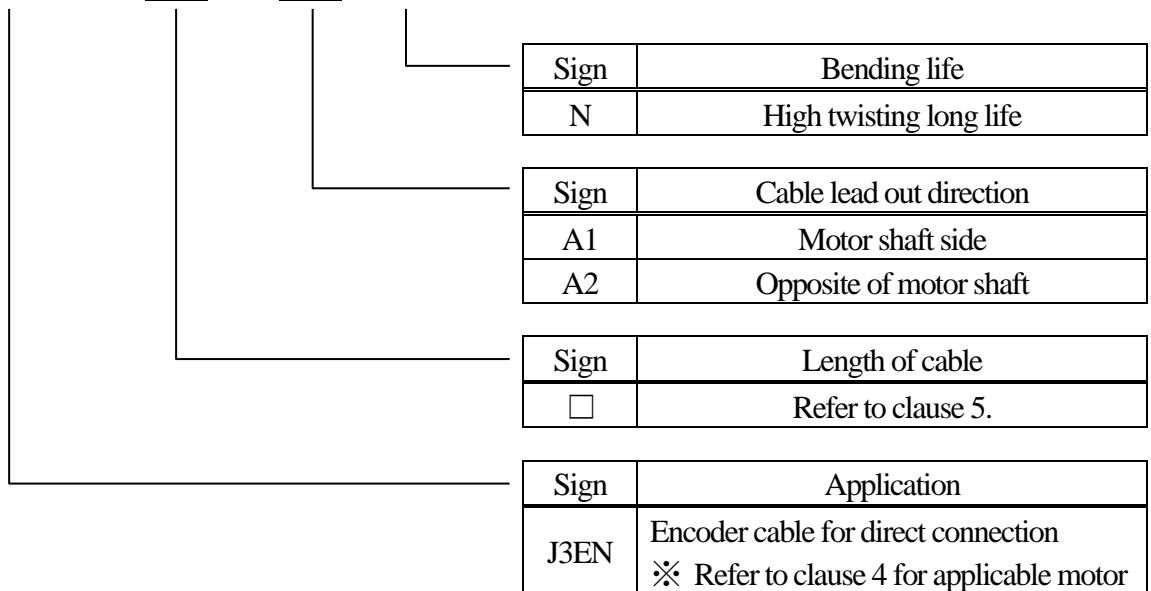 Sign Bending life
N High twisting long life
Sign Cable lead out direction
A1 Motor shaft side
A2 Opposite of motor shaft
Sign Length of cable
□ Refer to clause 5.
Sign Application
J3EN Encoder cable for direct connection
※ Refer to clause 4 for applicable motor